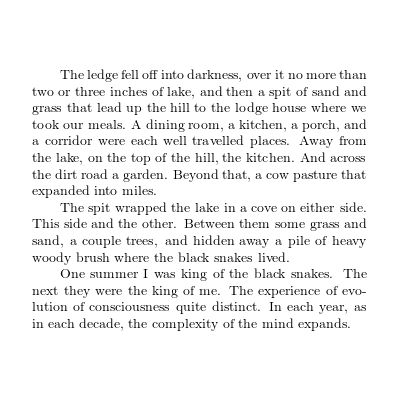 The ledge fell off into darkness, over it no more than
two or three inches of lake, and then a spit of sand and
grass that lead up the hill to the lodge house where we
took our meals. A dining room, a kitchen, a porch, and
a corridor were each well travelled places. Away from
the lake, on the top of the hill, the kitchen. And across
the dirt road a garden. Beyond that, a cow pasture that
expanded into miles.
The spit wrapped the lake in a cove on either side.
This side and the other. Between them some grass and
sand, a couple trees, and hidden away a pile of heavy
woody brush where the black snakes lived.
One summer I was king of the black snakes. The
next they were the king of me. The experience of evo-
lution of consciousness quite distinct. In each year, as
in each decade, the complexity of the mind expands.